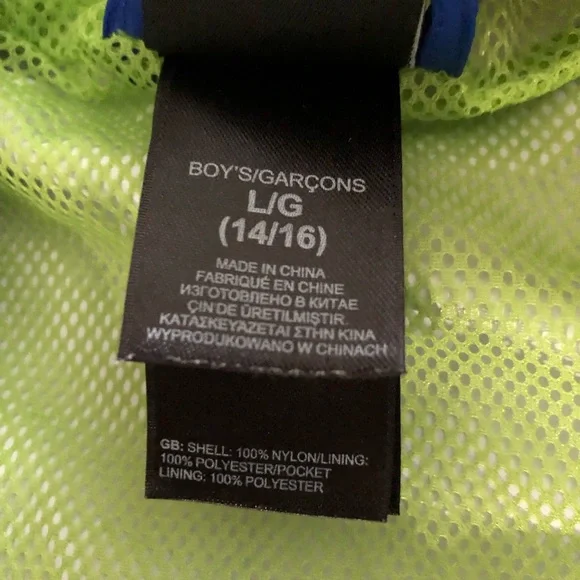 BOY'S/GARÇONS
L/G
(14/16)
MADE IN CHINA
FABRIQUÉ EN CHINE
ИЗГОТОВЛЕНО В КИТАЕ
ÇIN'DE ÜRETILMIŞTIR.
ΚΑΤΑΣΚΕΥΑΖΕΤΑΙ ΣΤΗΝ ΚΙΝΑ
WYPRODUKOWANO W CHINACH
GB: SHELL: 100% NYLON/LINING:
100% POLYESTER/POCKET
LINING: 100% POLYESTER